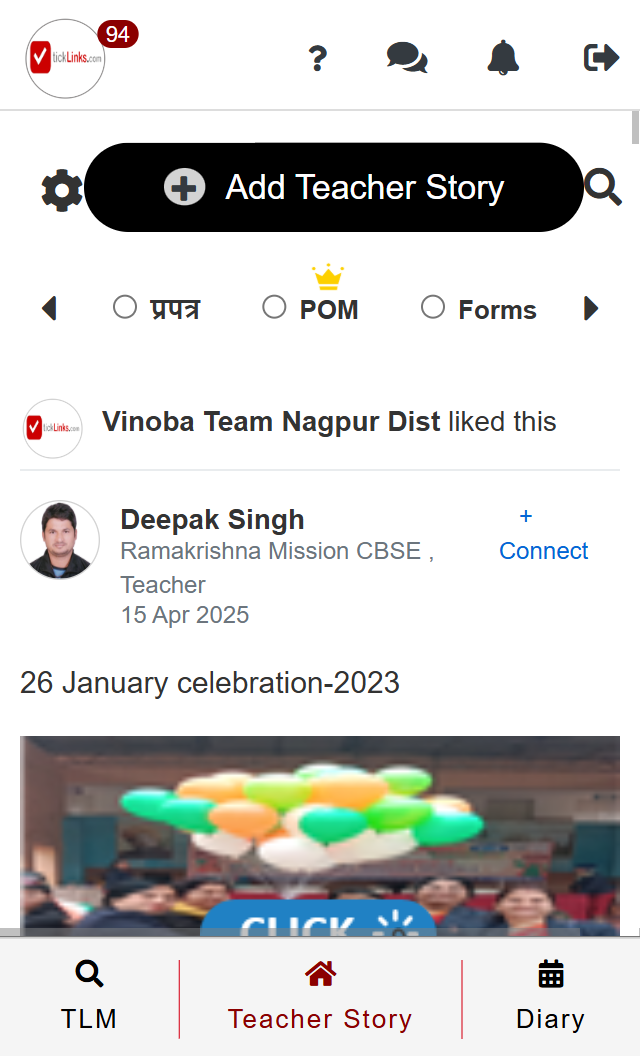 tickLinks.com
94
?
Add Teacher Story
प्रपत्र
POM
Forms
tickLinks.com
Vinoba Team Nagpur Dist liked this
Deepak Singh
+ Connect
Ramakrishna Mission CBSE ,
Teacher
15 Apr 2025
26 January celebration-2023
CLICK
TLM
Teacher Story
Diary